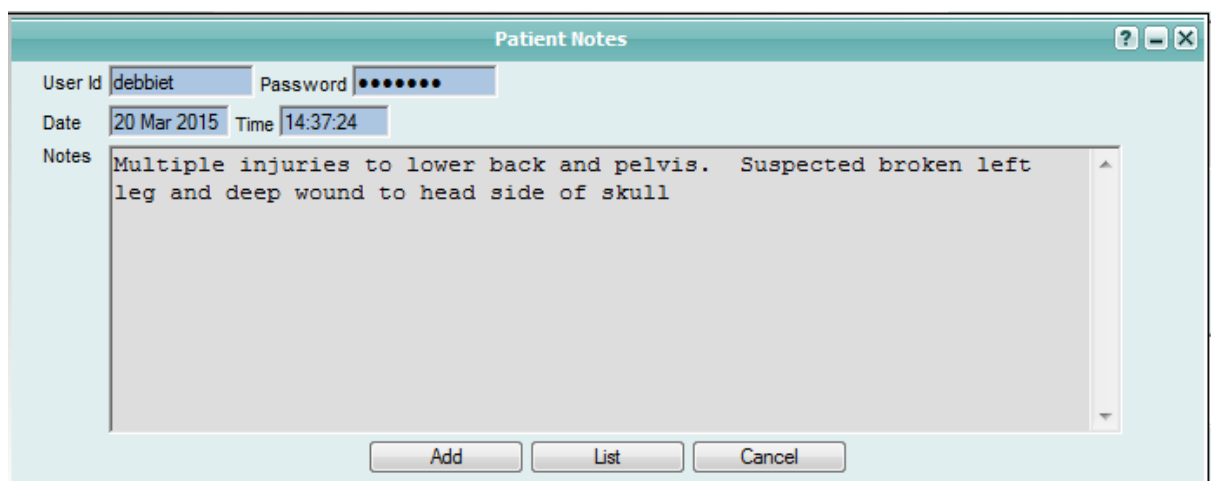 Patient Notes ? – X
User Id debbiet Password •••••••
Date 20 Mar 2015 Time 14:37:24
Notes Multiple injuries to lower back and pelvis.  Suspected broken left
leg and deep wound to head side of skull
Add List Cancel